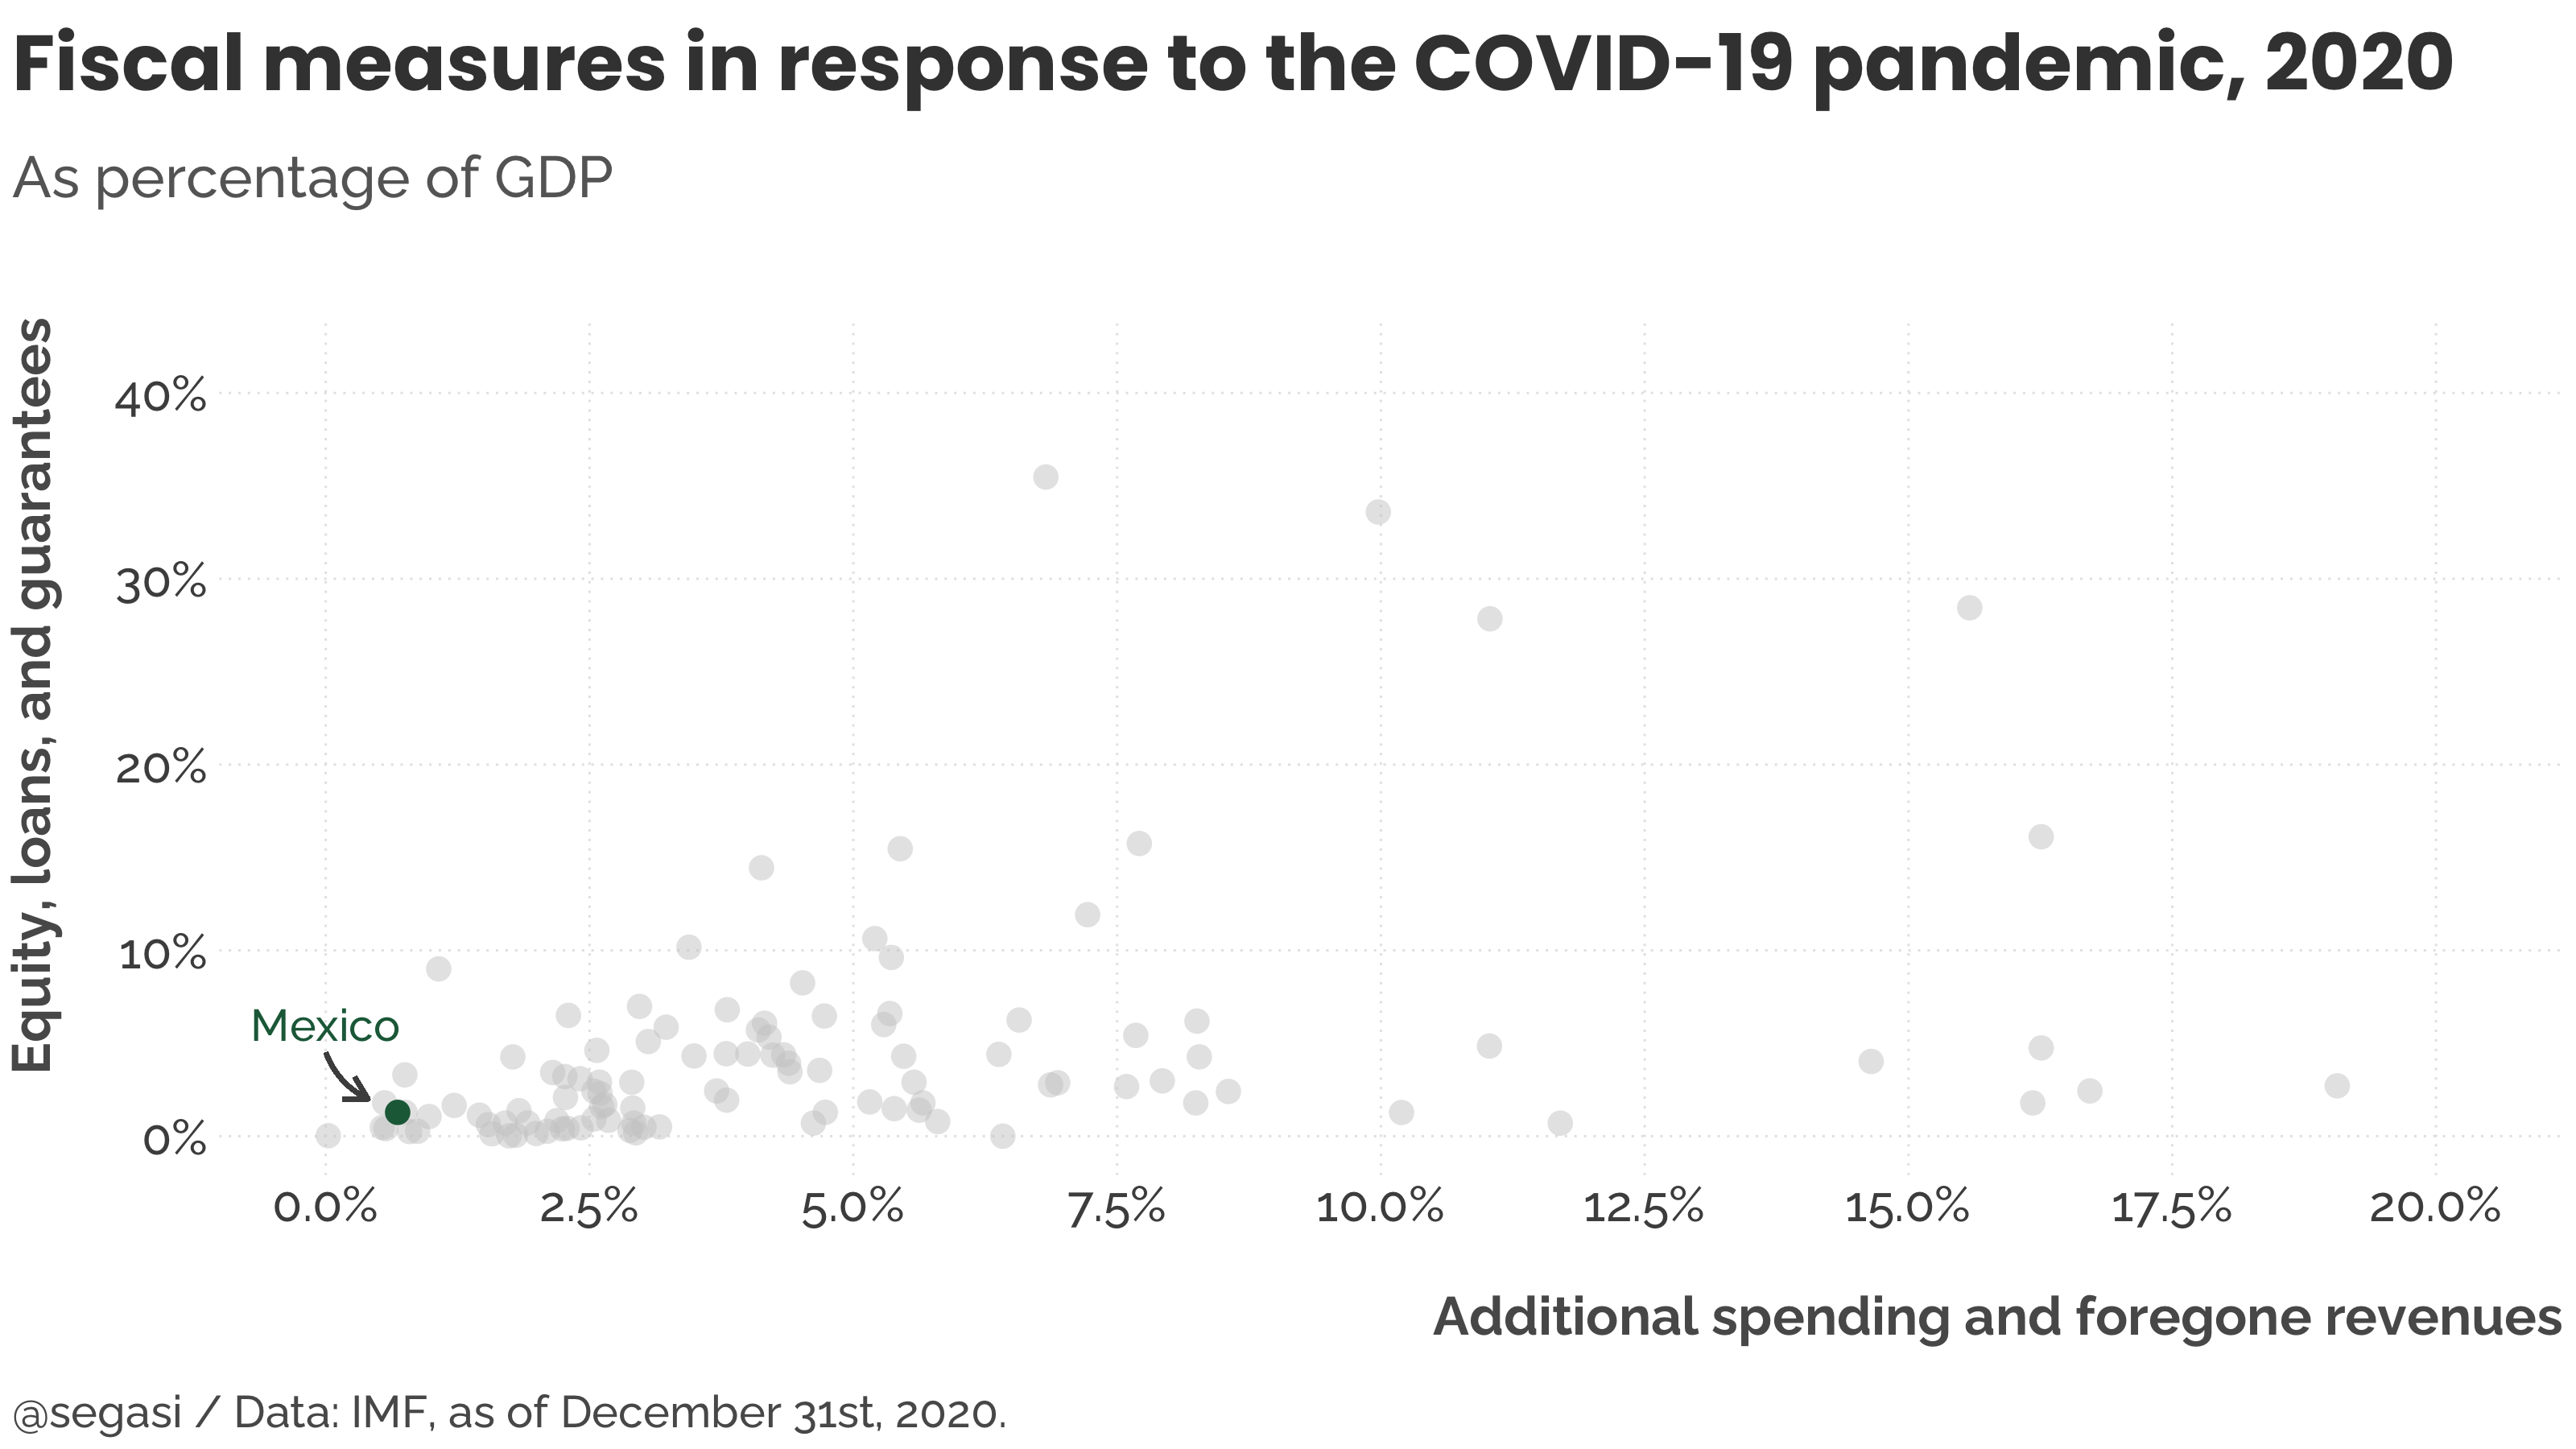 Fiscal measures in response to the COVID-19 pandemic, 2020
As percentage of GDP
Equity, loans, and guarantees
40%
30%
20%
10%
0%
Mexico
0.0% 2.5% 5.0% 7.5% 10.0% 12.5% 15.0% 17.5% 20.0%
Additional spending and foregone revenues
@segasi / Data: IMF, as of December 31st, 2020.